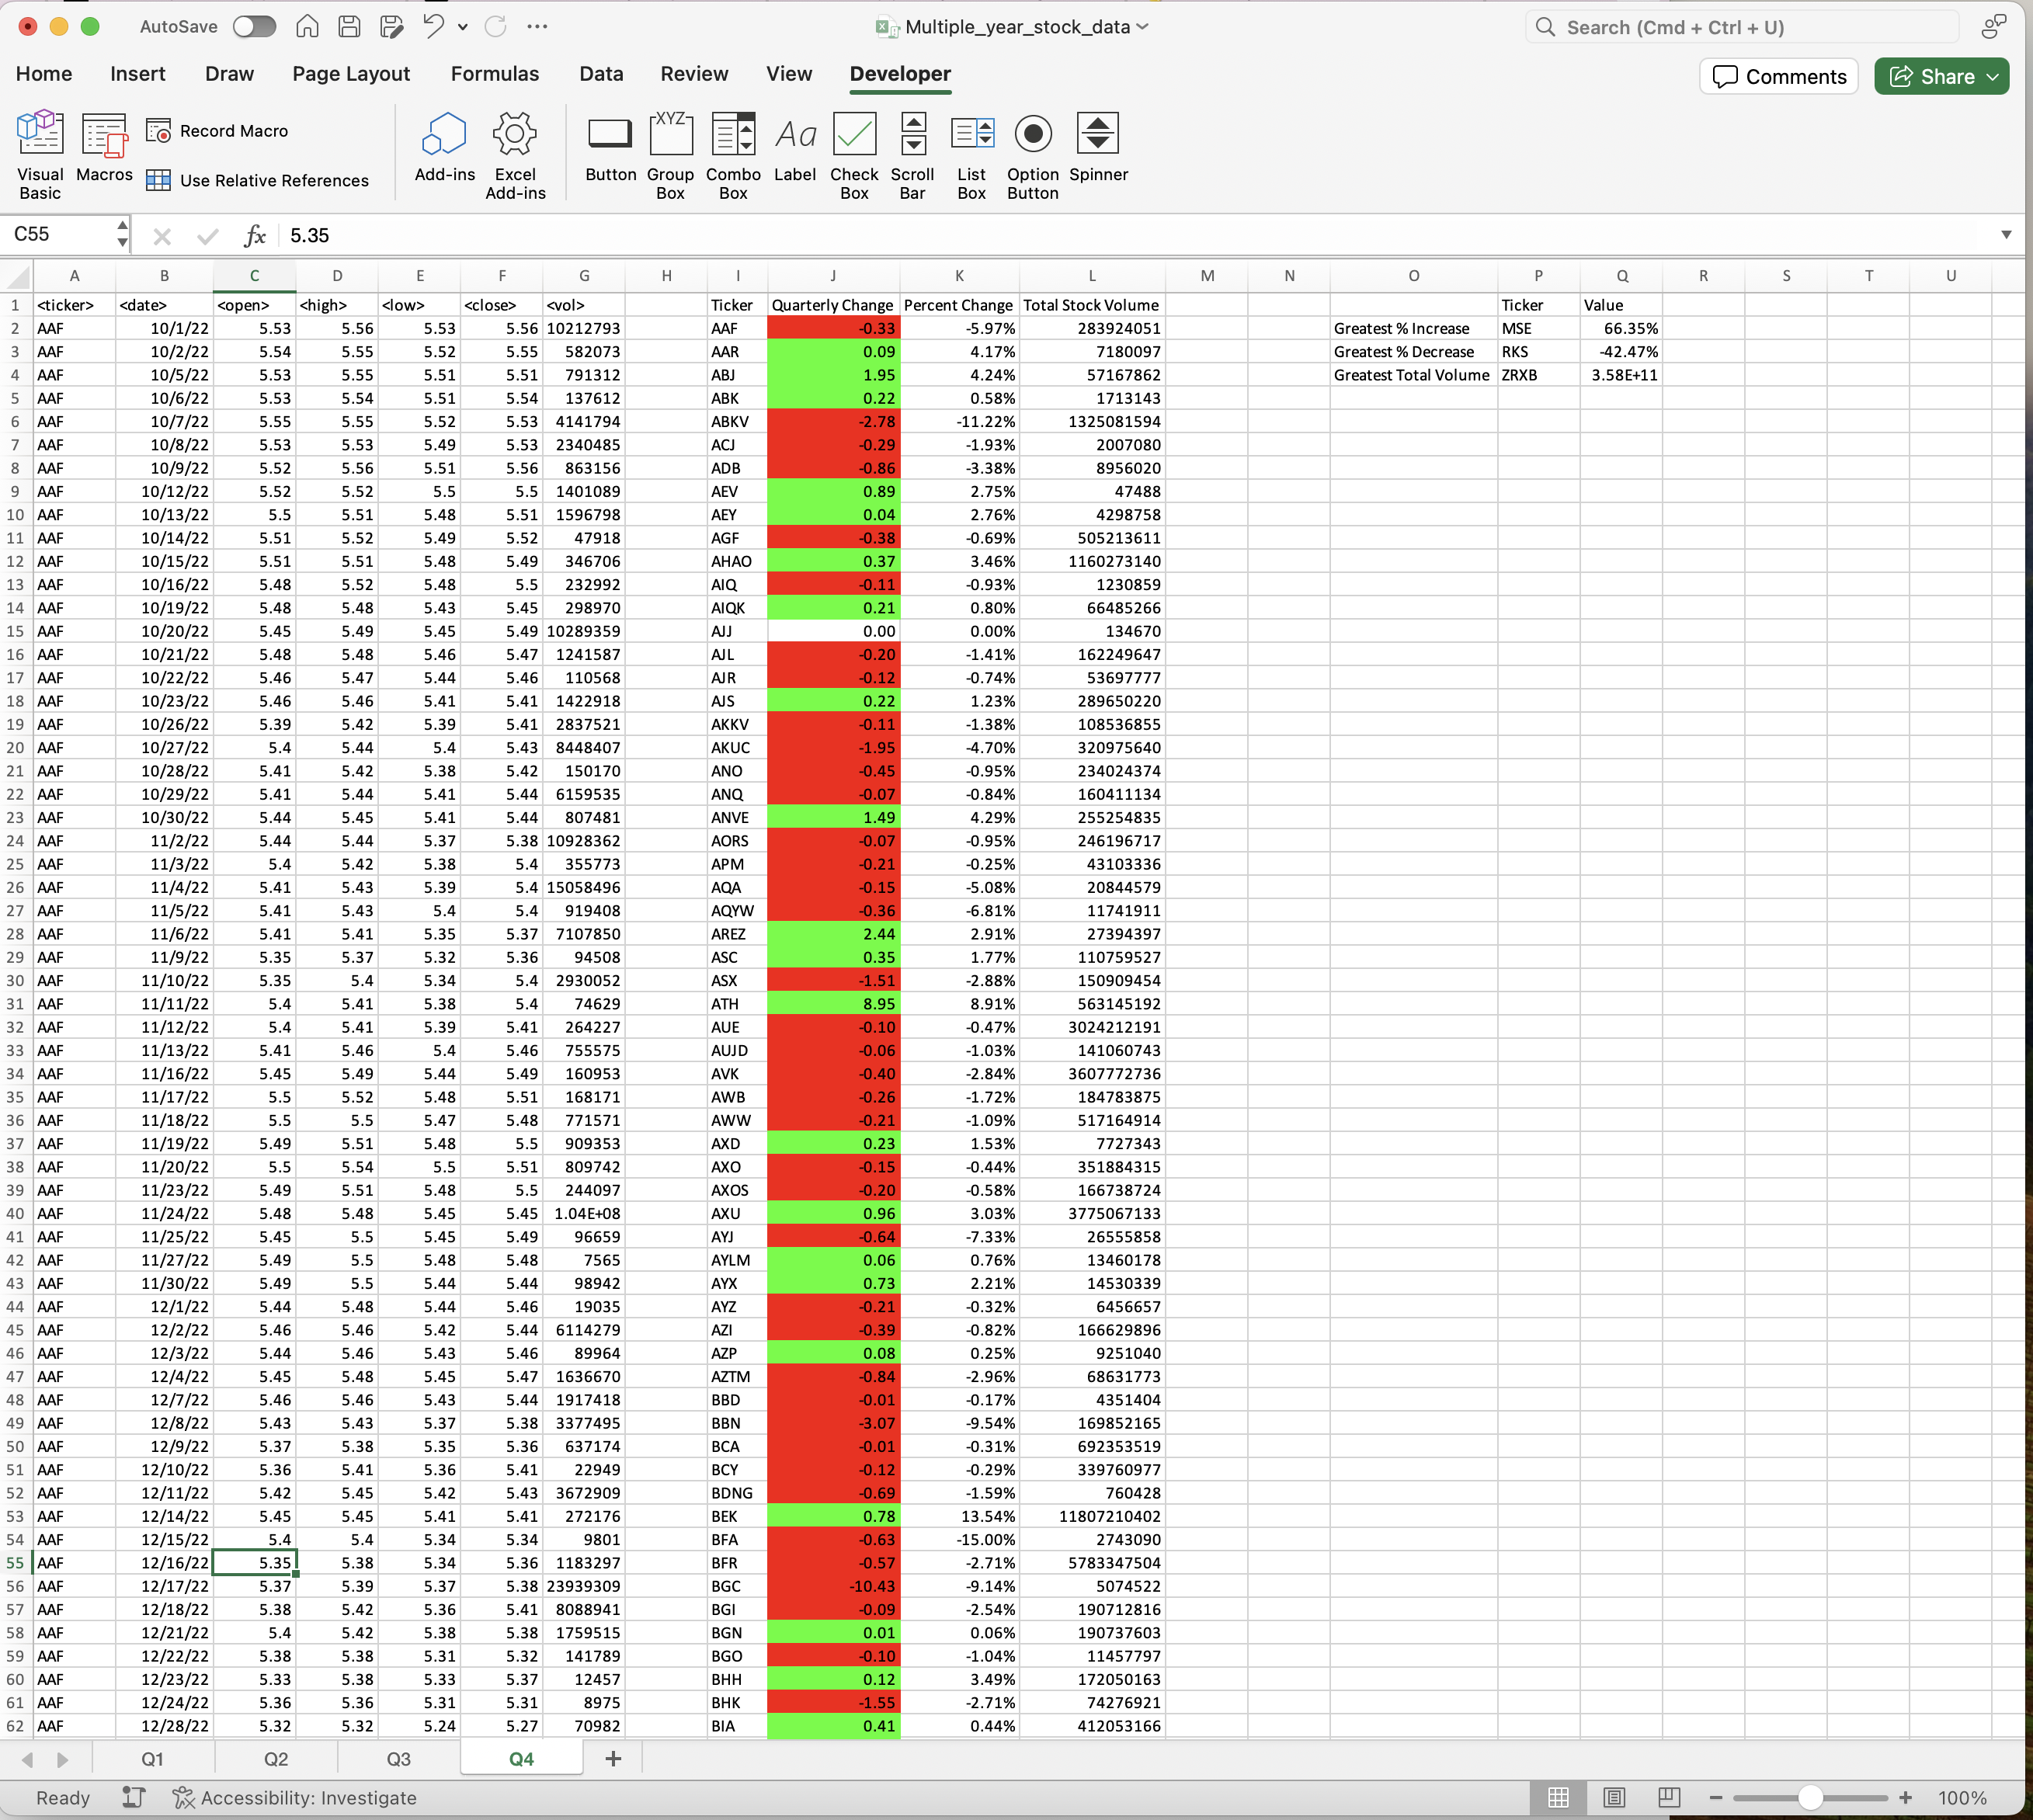 AutoSave Multiple_year_stock_data Search (Cmd + Ctrl + U)
Home Insert Draw Page Layout Formulas Data Review View Developer Comments Share
Visual Basic Macros Record Macro Use Relative References Add-ins Excel Add-ins XYZ Button Group Box Combo Box Aa Label Check Box Scroll Bar List Box Option Button Spinner
C55 fx 5.35
A B C D E F G H I J K L M N O P Q R S T U
1 <ticker> <date> <open> <high> <low> <close> <vol> Ticker Quarterly Change Percent Change Total Stock Volume Ticker Value
2 AAF 10/1/22 5.53 5.56 5.53 5.56 10212793 AAF -0.33 -5.97% 283924051 Greatest % Increase MSE 66.35%
3 AAF 10/2/22 5.54 5.55 5.52 5.55 582073 AAR 0.09 4.17% 7180097 Greatest % Decrease RKS -42.47%
4 AAF 10/5/22 5.53 5.55 5.51 5.51 791312 ABJ 1.95 4.24% 57167862 Greatest Total Volume ZRXB 3.58E+11
5 AAF 10/6/22 5.53 5.54 5.51 5.54 137612 ABK 0.22 0.58% 1713143
6 AAF 10/7/22 5.55 5.55 5.52 5.53 4141794 ABKV -2.78 -11.22% 1325081594
7 AAF 10/8/22 5.53 5.53 5.49 5.53 2340485 ACJ -0.29 -1.93% 2007080
8 AAF 10/9/22 5.52 5.56 5.51 5.56 863156 ADB -0.86 -3.38% 8956020
9 AAF 10/12/22 5.52 5.52 5.5 5.5 1401089 AEV 0.89 2.75% 47488
10 AAF 10/13/22 5.5 5.51 5.48 5.51 1596798 AEY 0.04 2.76% 4298758
11 AAF 10/14/22 5.51 5.52 5.49 5.52 47918 AGF -0.38 -0.69% 505213611
12 AAF 10/15/22 5.51 5.51 5.48 5.49 346706 AHAO 0.37 3.46% 1160273140
13 AAF 10/16/22 5.48 5.52 5.48 5.5 232992 AIQ -0.11 -0.93% 1230859
14 AAF 10/19/22 5.48 5.48 5.43 5.45 298970 AIQK 0.21 0.80% 66485266
15 AAF 10/20/22 5.45 5.49 5.45 5.49 10289359 AJJ 0.00 0.00% 134670
16 AAF 10/21/22 5.48 5.48 5.46 5.47 1241587 AJL -0.20 -1.41% 162249647
17 AAF 10/22/22 5.46 5.47 5.44 5.46 110568 AJR -0.12 -0.74% 53697777
18 AAF 10/23/22 5.46 5.46 5.41 5.41 1422918 AJS 0.22 1.23% 289650220
19 AAF 10/26/22 5.39 5.42 5.39 5.41 2837521 AKKV -0.11 -1.38% 108536855
20 AAF 10/27/22 5.4 5.44 5.4 5.43 8448407 AKUC -1.95 -4.70% 320975640
21 AAF 10/28/22 5.41 5.42 5.38 5.42 150170 ANO -0.45 -0.95% 234024374
22 AAF 10/29/22 5.41 5.44 5.41 5.44 6159535 ANQ -0.07 -0.84% 160411134
23 AAF 10/30/22 5.44 5.45 5.41 5.44 807481 ANVE 1.49 4.29% 255254835
24 AAF 11/2/22 5.44 5.44 5.37 5.38 10928362 AORS -0.07 -0.95% 246196717
25 AAF 11/3/22 5.4 5.42 5.38 5.4 355773 APM -0.21 -0.25% 43103336
26 AAF 11/4/22 5.41 5.43 5.39 5.4 15058496 AQA -0.15 -5.08% 20844579
27 AAF 11/5/22 5.41 5.43 5.4 5.4 919408 AQYW -0.36 -6.81% 11741911
28 AAF 11/6/22 5.41 5.41 5.35 5.37 7107850 AREZ 2.44 2.91% 27394397
29 AAF 11/9/22 5.35 5.37 5.32 5.36 94508 ASC 0.35 1.77% 110759527
30 AAF 11/10/22 5.35 5.4 5.34 5.4 2930052 ASX -1.51 -2.88% 150909454
31 AAF 11/11/22 5.4 5.41 5.38 5.4 74629 ATH 8.95 8.91% 563145192
32 AAF 11/12/22 5.4 5.41 5.39 5.41 264227 AUE -0.10 -0.47% 3024212191
33 AAF 11/13/22 5.41 5.46 5.4 5.46 755575 AUJD -0.06 -1.03% 141060743
34 AAF 11/16/22 5.45 5.49 5.44 5.49 160953 AVK -0.40 -2.84% 3607772736
35 AAF 11/17/22 5.5 5.52 5.48 5.51 168171 AWB -0.26 -1.72% 184783875
36 AAF 11/18/22 5.5 5.5 5.47 5.48 771571 AWW -0.21 -1.09% 517164914
37 AAF 11/19/22 5.49 5.51 5.48 5.5 909353 AXD 0.23 1.53% 7727343
38 AAF 11/20/22 5.5 5.54 5.5 5.51 809742 AXO -0.15 -0.44% 351884315
39 AAF 11/23/22 5.49 5.51 5.48 5.5 244097 AXOS -0.20 -0.58% 166738724
40 AAF 11/24/22 5.48 5.48 5.45 5.45 1.04E+08 AXU 0.96 3.03% 3775067133
41 AAF 11/25/22 5.45 5.5 5.45 5.49 96659 AYJ -0.64 -7.33% 26555858
42 AAF 11/27/22 5.49 5.5 5.48 5.48 7565 AYLM 0.06 0.76% 13460178
43 AAF 11/30/22 5.49 5.5 5.44 5.44 98942 AYX 0.73 2.21% 14530339
44 AAF 12/1/22 5.44 5.48 5.44 5.46 19035 AYZ -0.21 -0.32% 6456657
45 AAF 12/2/22 5.46 5.46 5.42 5.44 6114279 AZI -0.39 -0.82% 166629896
46 AAF 12/3/22 5.44 5.46 5.43 5.46 89964 AZP 0.08 0.25% 9251040
47 AAF 12/4/22 5.45 5.48 5.45 5.47 1636670 AZTM -0.84 -2.96% 68631773
48 AAF 12/7/22 5.46 5.46 5.43 5.44 1917418 BBD -0.01 -0.17% 4351404
49 AAF 12/8/22 5.43 5.43 5.37 5.38 3377495 BBN -3.07 -9.54% 169852165
50 AAF 12/9/22 5.37 5.38 5.35 5.36 637174 BCA -0.01 -0.31% 692353519
51 AAF 12/10/22 5.36 5.41 5.36 5.41 22949 BCY -0.12 -0.29% 339760977
52 AAF 12/11/22 5.42 5.45 5.42 5.43 3672909 BDNG -0.69 -1.59% 760428
53 AAF 12/14/22 5.45 5.45 5.41 5.41 272176 BEK 0.78 13.54% 11807210402
54 AAF 12/15/22 5.4 5.4 5.34 5.34 9801 BFA -0.63 -15.00% 2743090
55 AAF 12/16/22 5.35 5.38 5.34 5.36 1183297 BFR -0.57 -2.71% 5783347504
56 AAF 12/17/22 5.37 5.39 5.37 5.38 23939309 BGC -10.43 -9.14% 5074522
57 AAF 12/18/22 5.38 5.42 5.36 5.41 8088941 BGI -0.09 -2.54% 190712816
58 AAF 12/21/22 5.4 5.42 5.38 5.38 1759515 BGN 0.01 0.06% 190737603
59 AAF 12/22/22 5.38 5.38 5.31 5.32 141789 BGO -0.10 -1.04% 11457797
60 AAF 12/23/22 5.33 5.38 5.33 5.37 12457 BHH 0.12 3.49% 172050163
61 AAF 12/24/22 5.36 5.36 5.31 5.31 8975 BHK -1.55 -2.71% 74276921
62 AAF 12/28/22 5.32 5.32 5.24 5.27 70982 BIA 0.41 0.44% 412053166
Q1 Q2 Q3 Q4
Ready Accessibility: Investigate 100%